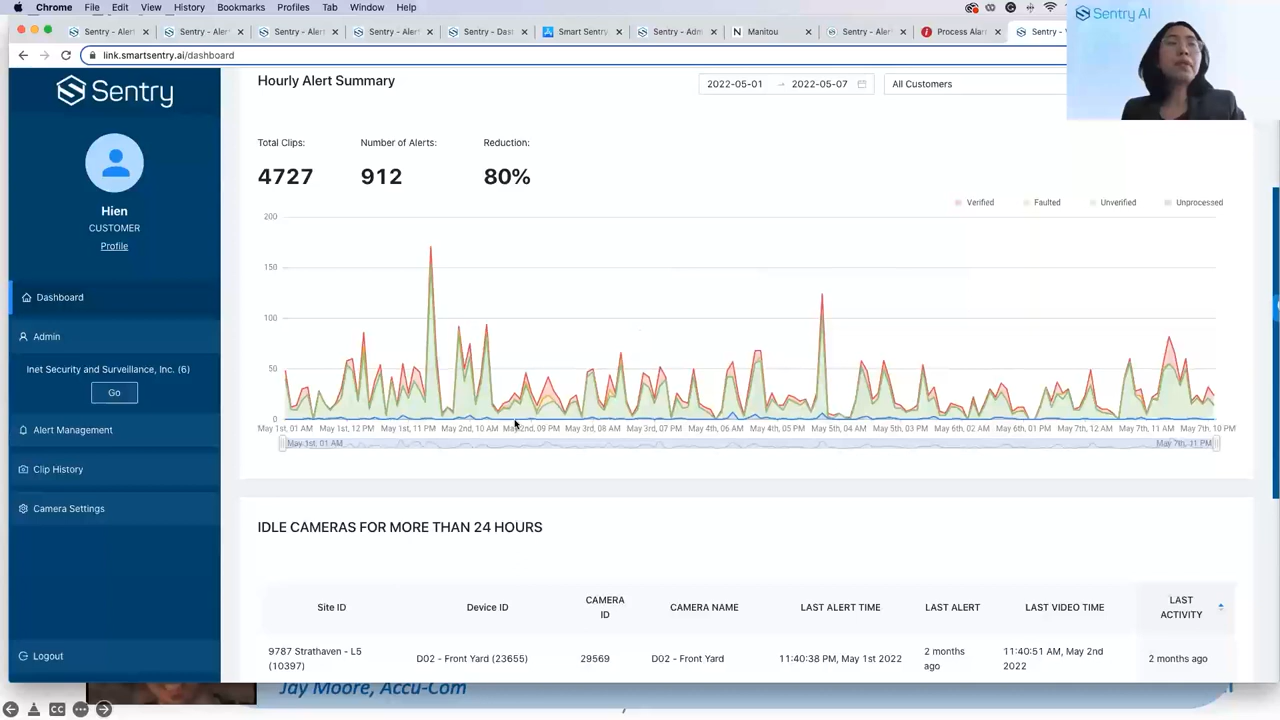 Chrome File Edit View History Bookmarks Profiles Tab Window Help
Sentry - Alert Sentry - Alert Sentry - Alert Sentry - Alert Sentry - Das Smart Sentry Sentry - Adm Manitou Sentry - Alert Process Alar Sentry -
Sentry AI
link.smartsentry.ai/dashboard
Sentry
Hien
CUSTOMER
Profile
Dashboard
Admin
Inet Security and Surveillance, Inc. (6)
Go
Alert Management
Clip History
Camera Settings
Logout
Hourly Alert Summary
2022-05-01 → 2022-05-07
All Customers
Total Clips: Number of Alerts: Reduction:
4727 912 80%
Verified Faulted Unverified Unprocessed
200
150
100
50
0
May 1st, 01 AM May 1st, 12 PM May 1st, 11 PM May 2nd, 10 AM May 2nd, 09 PM May 3rd, 08 AM May 3rd, 07 PM May 4th, 06 AM May 4th, 05 PM May 5th, 04 AM May 5th, 03 PM May 6th, 02 AM May 6th, 01 PM May 7th, 12 AM May 7th, 11 AM May 7th, 10 PM
May 1st, 01 AM May 7th, 11 PM
IDLE CAMERAS FOR MORE THAN 24 HOURS
Site ID Device ID CAMERA ID CAMERA NAME LAST ALERT TIME LAST ALERT LAST VIDEO TIME LAST ACTIVITY
9787 Strathaven - L5 (10397) D02 - Front Yard (23655) 29569 D02 - Front Yard 11:40:38 PM, May 1st 2022 2 months ago 11:40:51 AM, May 2nd 2022 2 months ago
Jay Moore, Accu-Com
CC